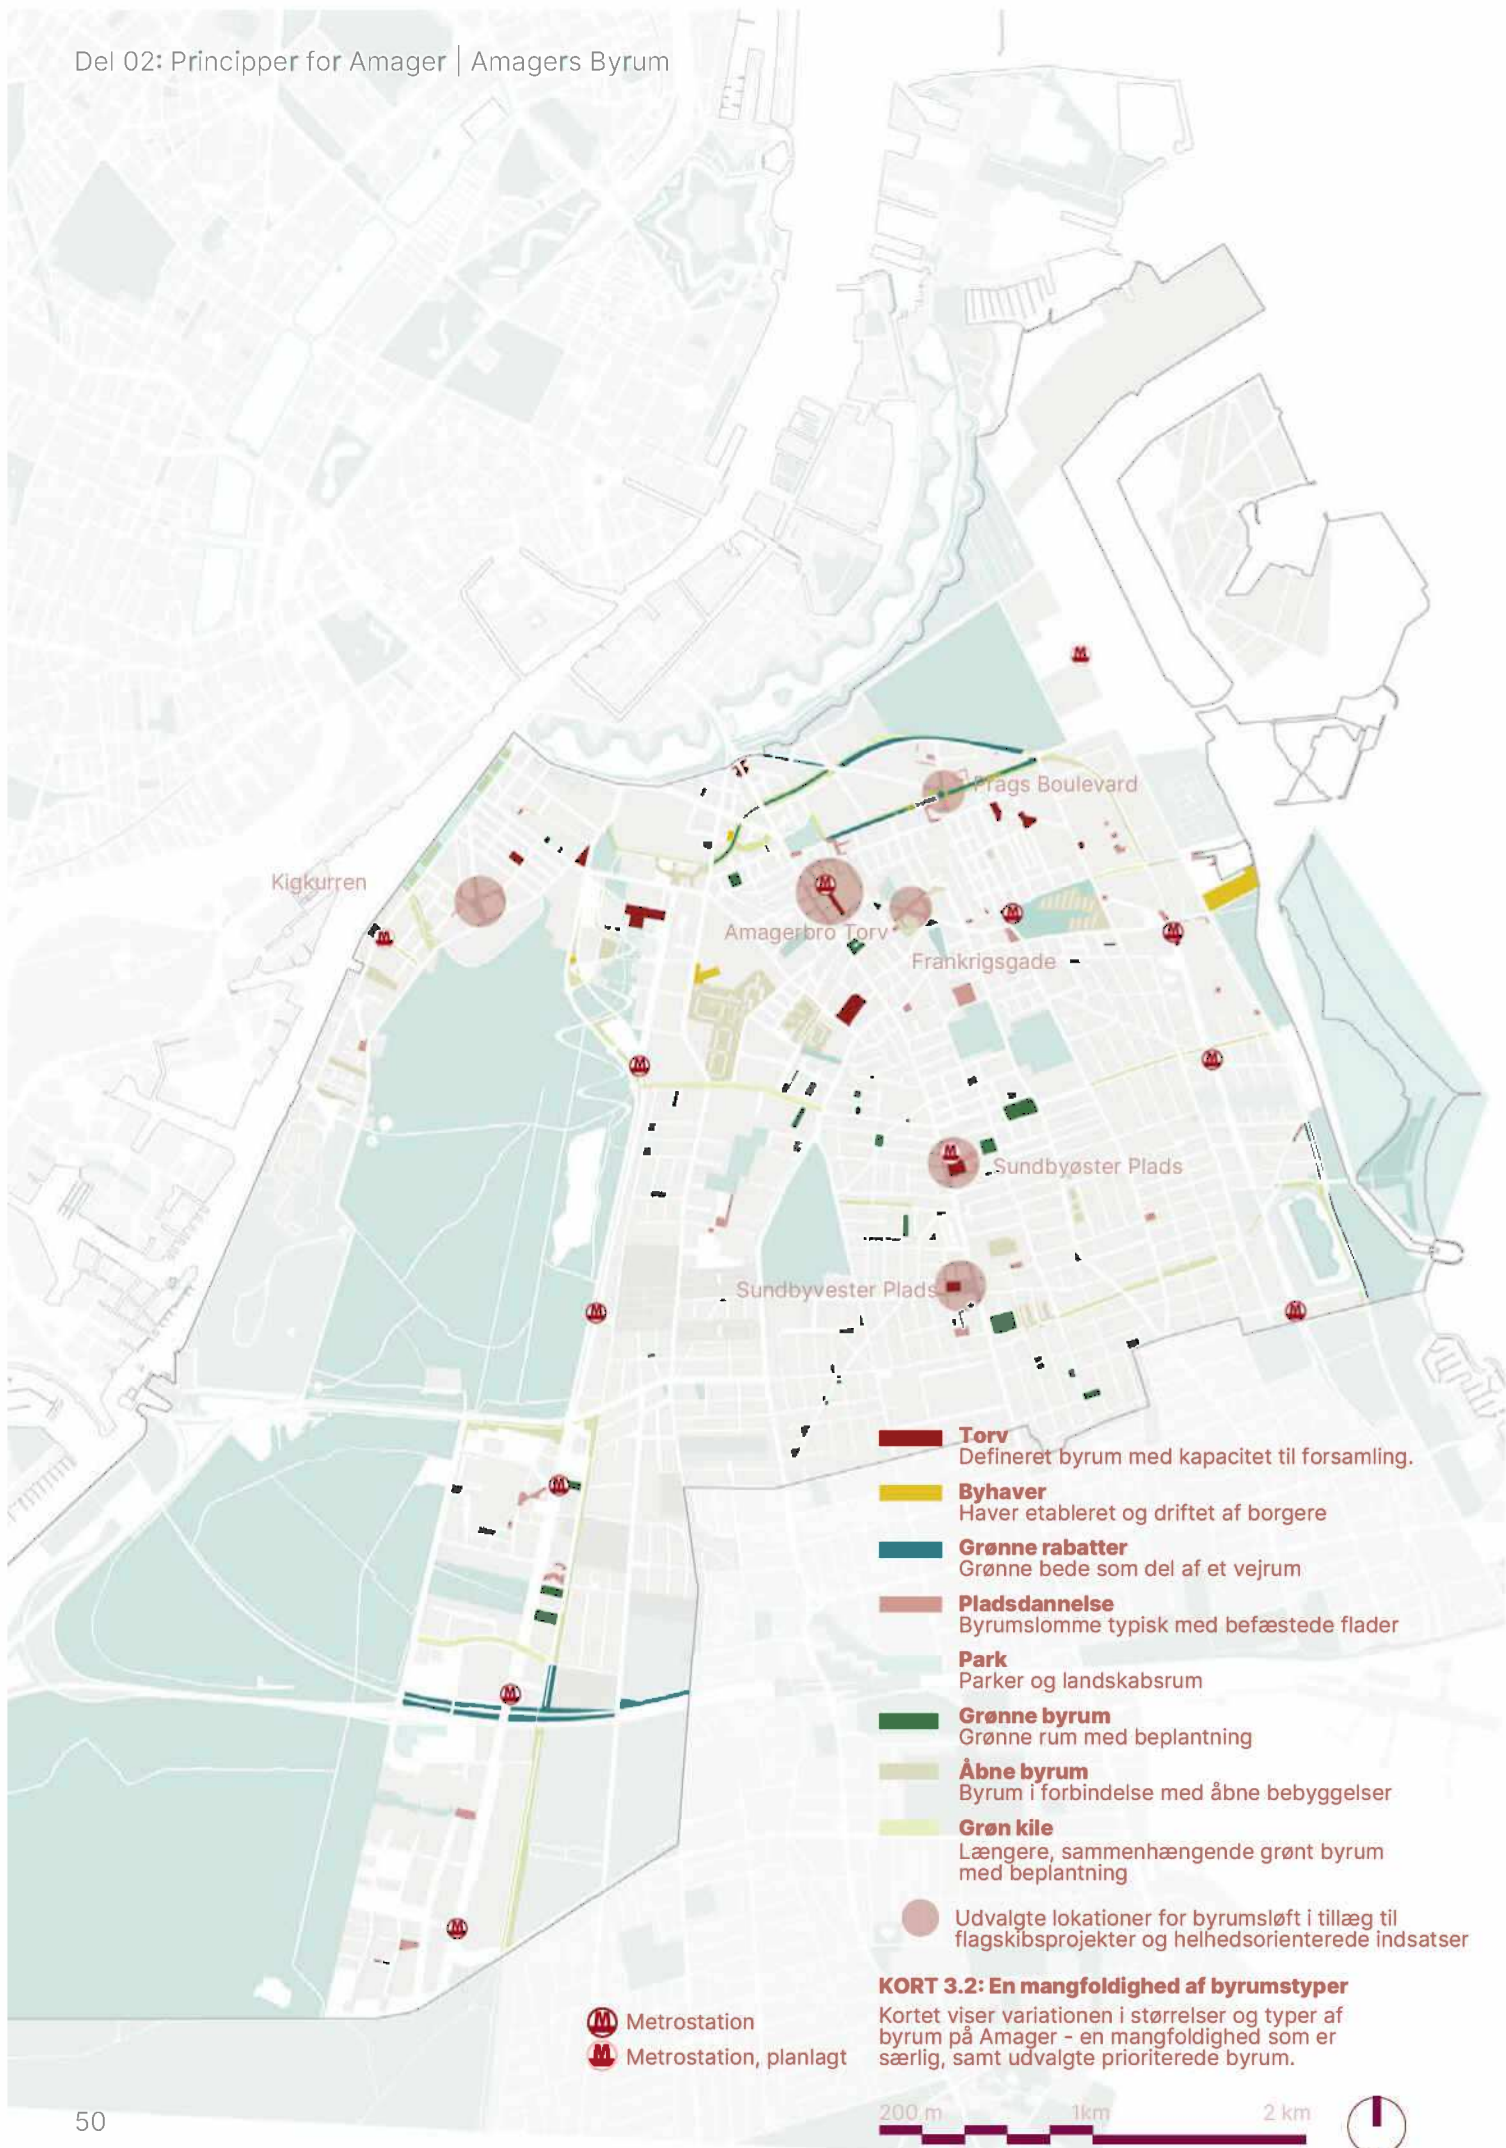 Del 02: Principper for Amager | Amagers Byrum
Prags Boulevard
Kigkurren
Amagerbro Torv
Frankrigsgade
Sundbyøster Plads
Sundbyvester Plads
Torv
Defineret byrum med kapacitet til forsamling.
Byhaver
Haver etableret og driftet af borgere
Grønne rabatter
Grønne bede som del af et vejrum
Pladsdannelse
Byrumslomme typisk med befæstede flader
Park
Parker og landskabsrum
Grønne byrum
Grønne rum med beplantning
Åbne byrum
Byrum i forbindelse med åbne bebyggelser
Grøn kile
Længere, sammenhængende grønt byrum
med beplantning
Udvalgte lokationer for byrumsløft i tillæg til
flagskibsprojekter og helhedsorienterede indsatser
KORT 3.2: En mangfoldighed af byrumstyper
Kortet viser variationen i størrelser og typer af
byrum på Amager - en mangfoldighed som er
særlig, samt udvalgte prioriterede byrum.
M Metrostation
M Metrostation, planlagt
200 m 1km 2 km
50